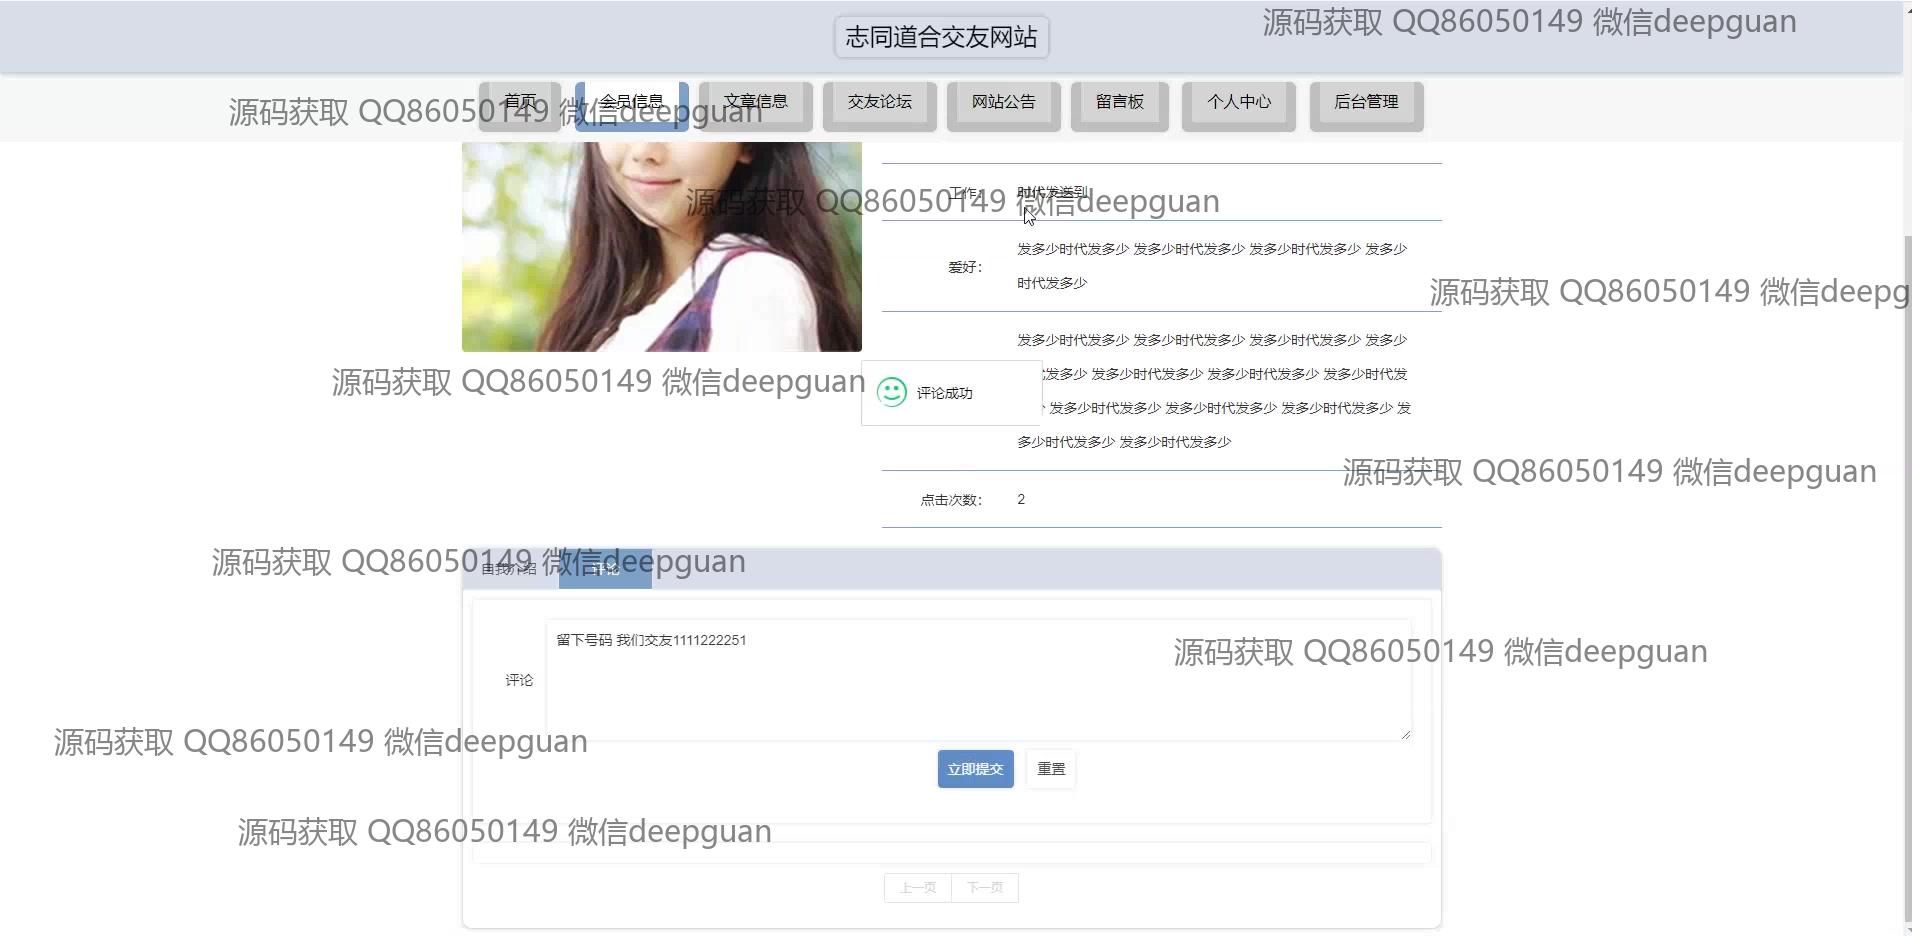 志同道合交友网站
源码获取 QQ86050149 微信deepguan
首页 会员信息 文章信息 交友论坛 网站公告 留言板 个人中心 后台管理
源码获取 QQ86050149 微信deepguan
工作： 时代发送到
源码获取 QQ86050149 微信deepguan
爱好： 发多少时代发多少 发多少时代发多少 发多少时代发多少 发多少
时代发多少
源码获取 QQ86050149 微信deepg
发多少时代发多少 发多少时代发多少 发多少时代发多少 发多少
发多少 发多少时代发多少 发多少时代发多少 发多少时代发
源码获取 QQ86050149 微信deepguan
评论成功
发多少时代发多少 发多少时代发多少 发多少时代发多少 发
多少时代发多少 发多少时代发多少
源码获取 QQ86050149 微信deepguan
点击次数： 2
源码获取 QQ86050149 微信deepguan
自我介绍 评论
留下号码 我们交友1111222251
源码获取 QQ86050149 微信deepguan
评论
源码获取 QQ86050149 微信deepguan
立即提交 重置
源码获取 QQ86050149 微信deepguan
上一页 下一页